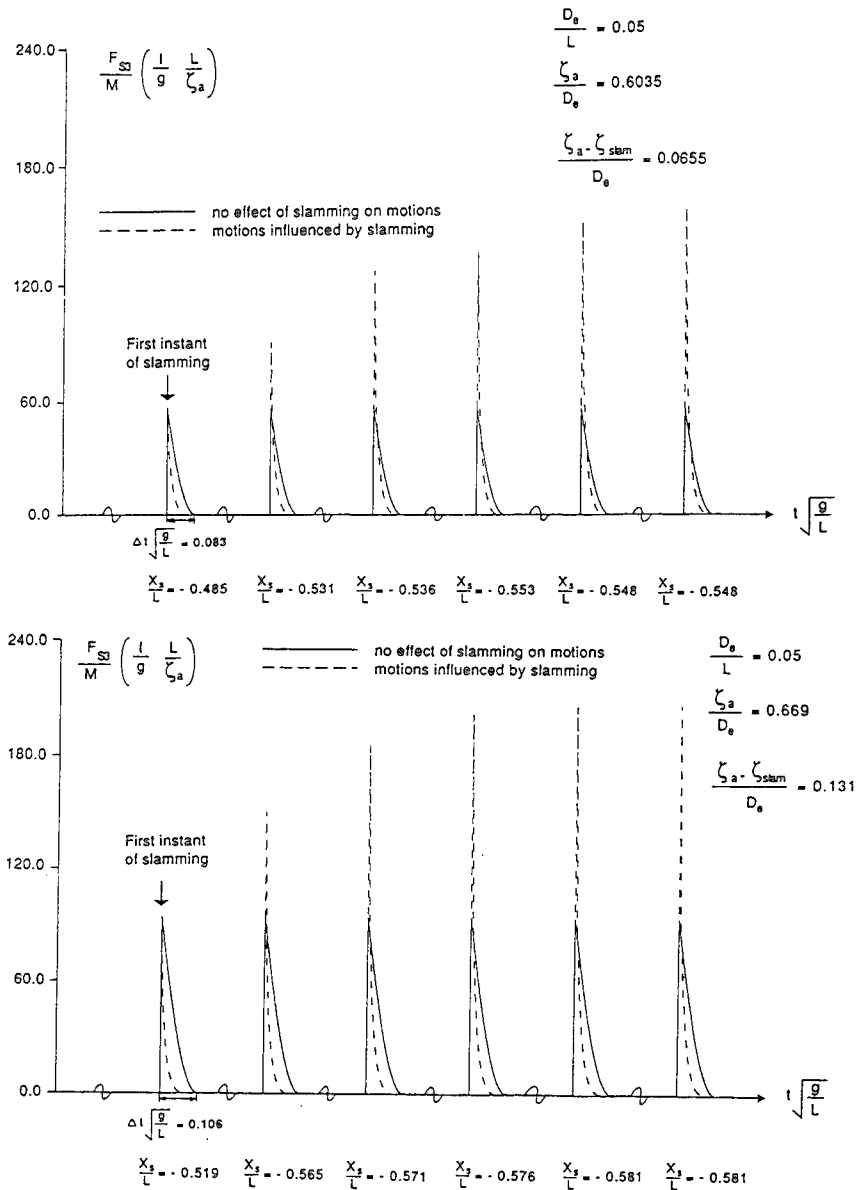 D_e/L = 0.05
240.0
F_S3/M ( 1/g L/ζ_a )
ζ_a/D_e = 0.6035
ζ_a - ζ_slam/D_e = 0.0655
180.0
no effect of slamming on motions
motions influenced by slamming
120.0
First instant
of slamming
60.0
0.0
t √g/L
Δt √g/L = 0.083
X_s/L = - 0.485 X_s/L = - 0.531 X_s/L = - 0.536 X_s/L = - 0.553 X_s/L = - 0.548 X_s/L = - 0.548
240.0
F_S3/M ( 1/g L/ζ_a )
no effect of slamming on motions
motions influenced by slamming
D_e/L = 0.05
ζ_a/D_e = 0.669
180.0
ζ_a - ζ_slam/D_e = 0.131
120.0
First instant
of slamming
60.0
0.0
t √g/L
Δt √g/L = 0.106
X_s/L = - 0.519 X_s/L = - 0.565 X_s/L = - 0.571 X_s/L = - 0.576 X_s/L = - 0.581 X_s/L = - 0.581